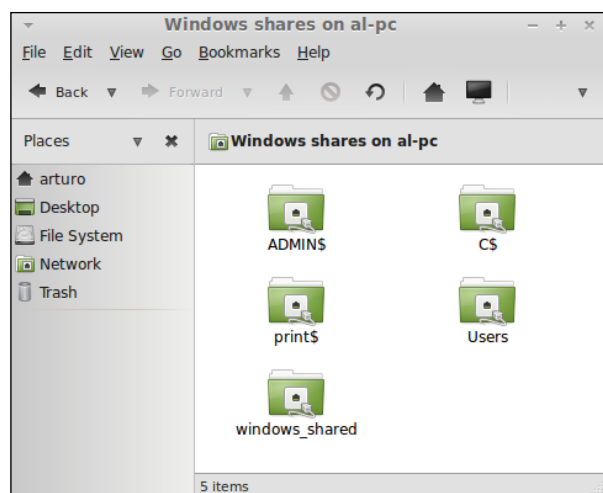 Windows shares on al-pc
File Edit View Go Bookmarks Help
Back Forward
Places
Windows shares on al-pc
arturo
Desktop
File System
Network
Trash
ADMIN$ C$
print$ Users
windows_shared
5 items